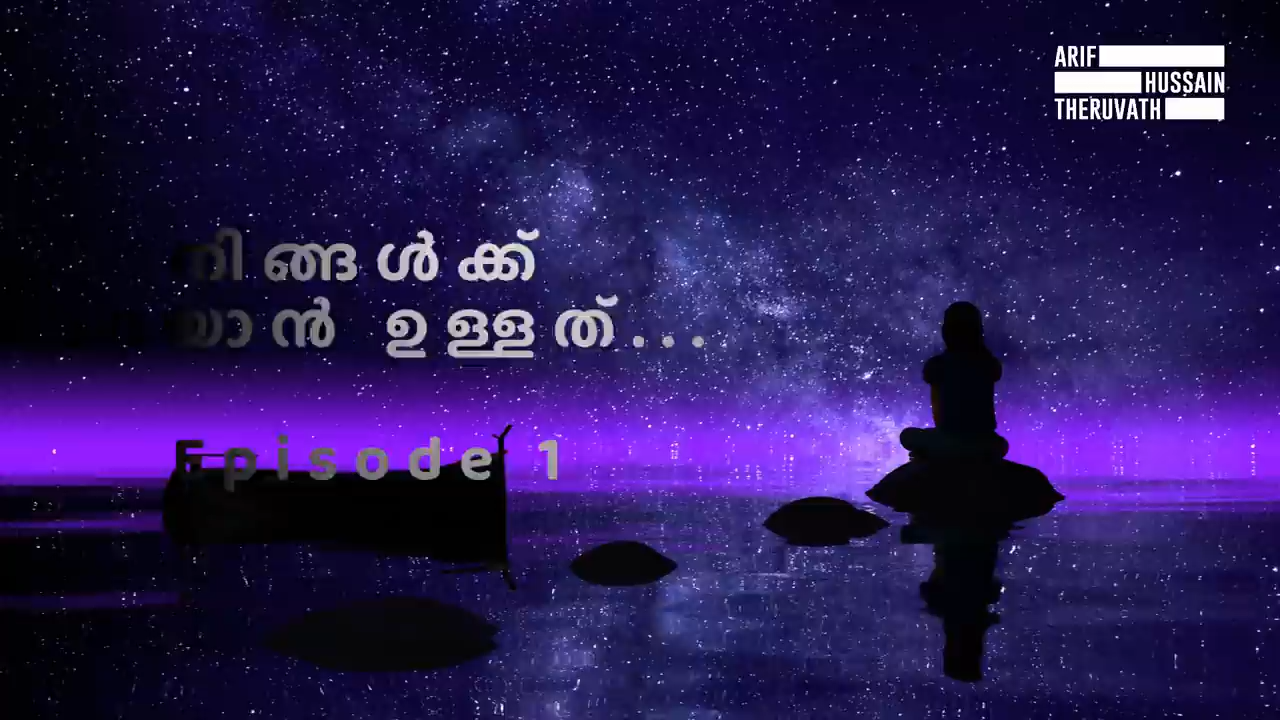 നിങ്ങൾക്ക്
ഉള്ളത്...
Episode 1
ARIF
HUSSAIN
THERUVATH